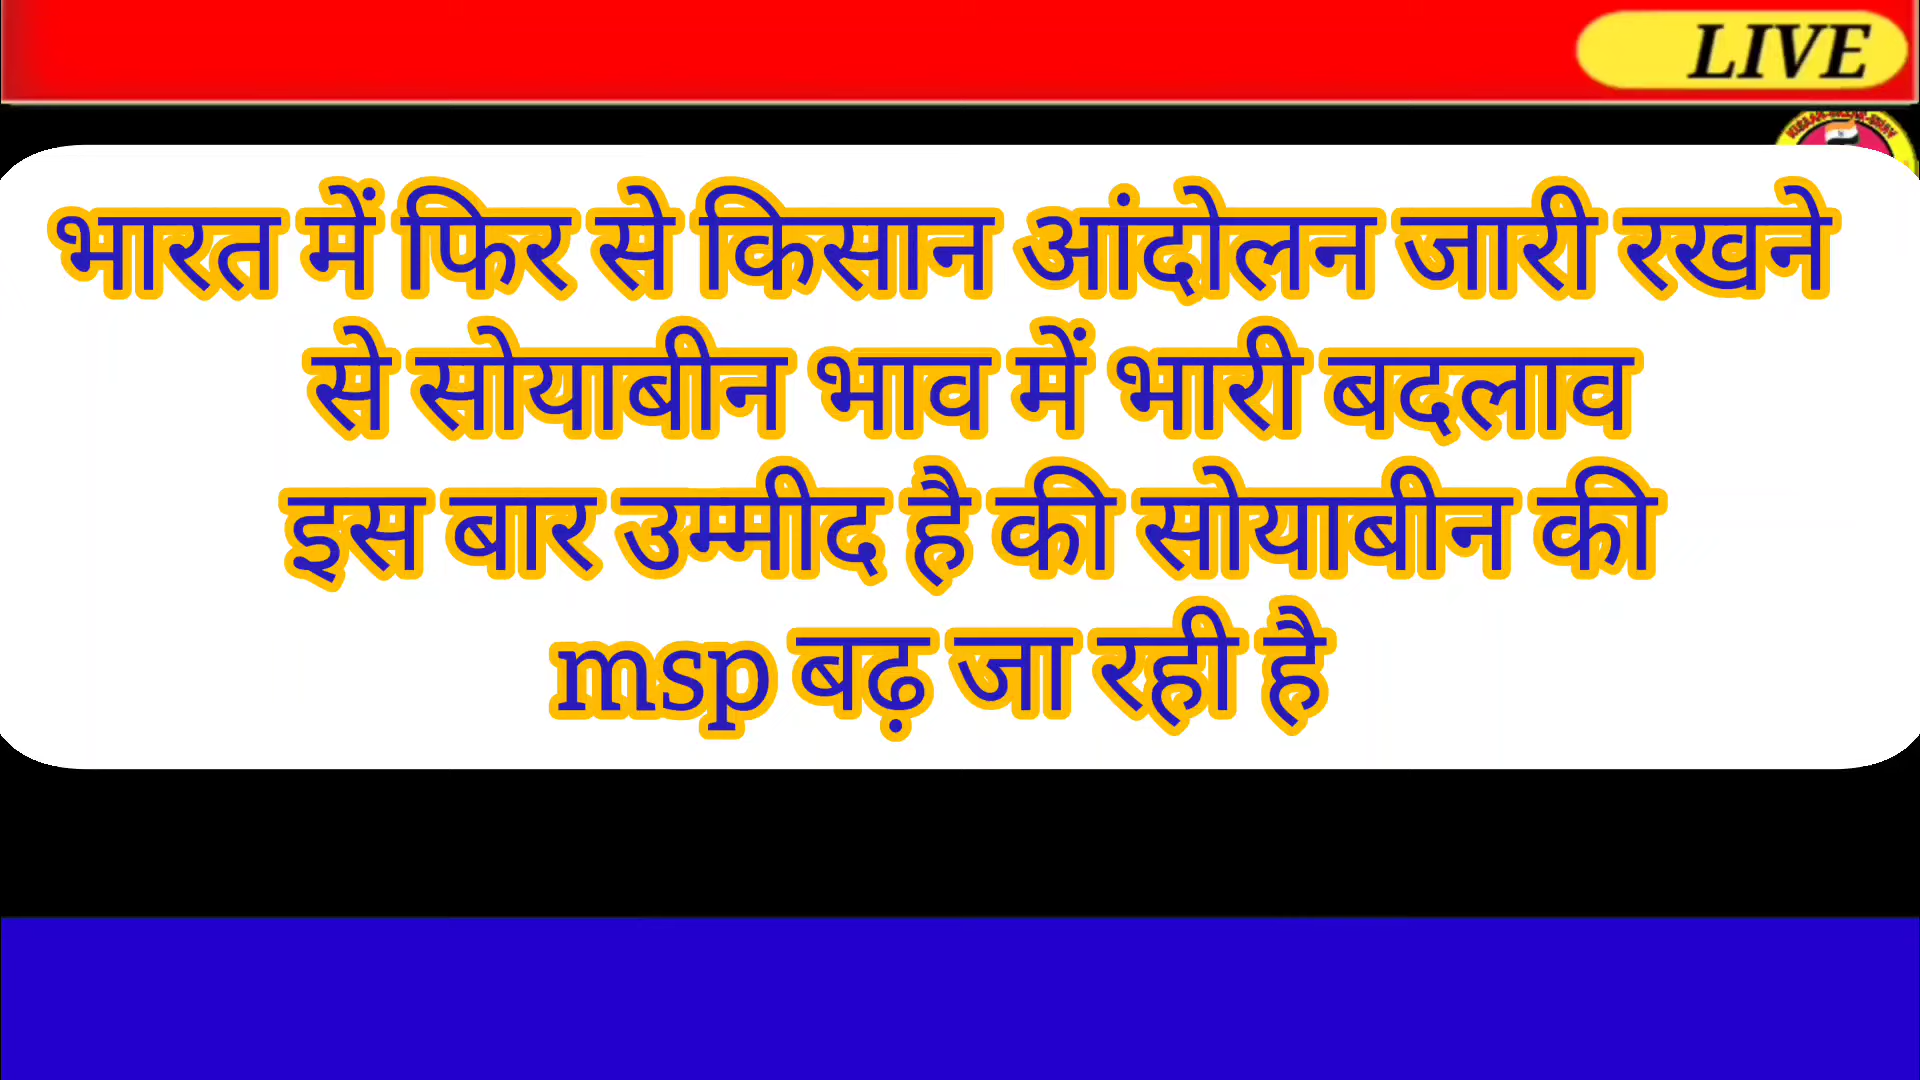 LIVE
भारत में फिर से किसान आंदोलन जारी रखने
से सोयाबीन भाव में भारी बदलाव
इस बार उम्मीद है की सोयाबीन की
msp बढ़ जा रही है